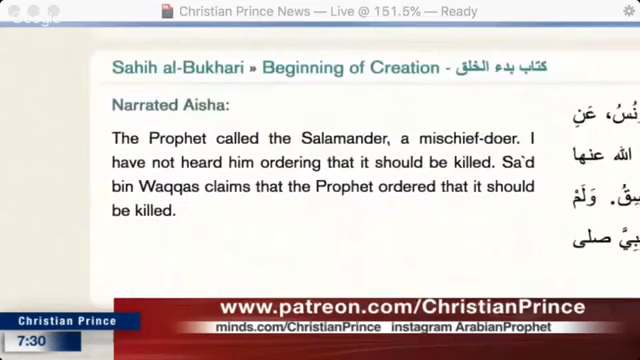 Christian Prince News — Live @ 151.5% — Ready
Google
Sahih al-Bukhari » Beginning of Creation - كتاب بدء الخلق
Narrated Aisha:
The Prophet called the Salamander, a mischief-doer. I
have not heard him ordering that it should be killed. Sa`d
bin Waqqas claims that the Prophet ordered that it should
be killed.
عَنِ
الله عنها
وَلَمْ
صلى
www.patreon.com/ChristianPrince
minds.com/ChristianPrince instagram ArabianProphet
Christian Prince
7:30